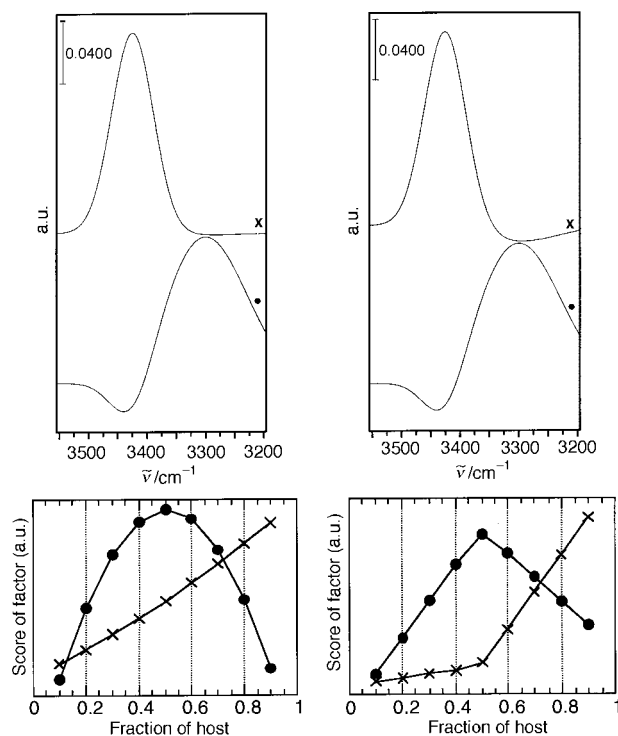 0.0400
a.u.
x
•
3500 3400 3300 3200
ν̃ /cm⁻¹
0.0400
a.u.
x
•
3500 3400 3300 3200
ν̃ /cm⁻¹
Score of factor (a.u.)
0 0.2 0.4 0.6 0.8 1
Fraction of host
Score of factor (a.u.)
0 0.2 0.4 0.6 0.8 1
Fraction of host